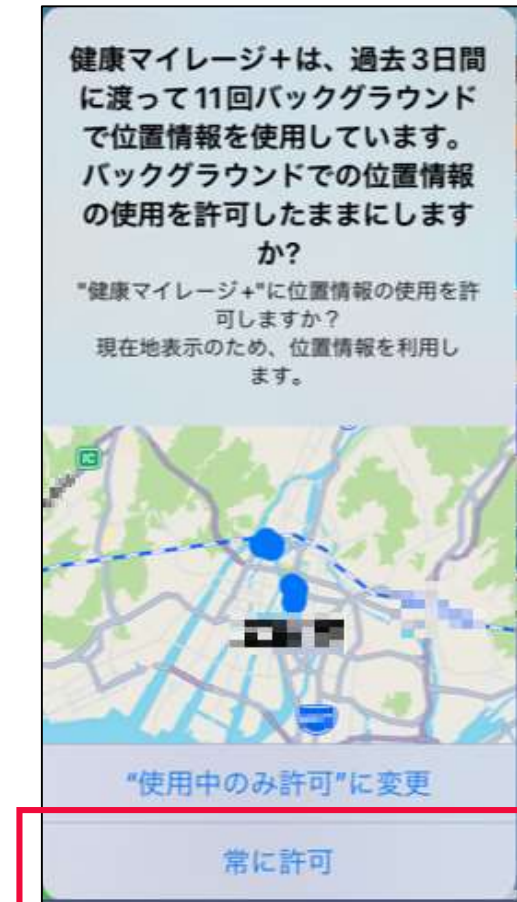 健康マイレージ＋は、過去3日間
に渡って11回バックグラウンド
で位置情報を使用しています。
バックグラウンドでの位置情報
の使用を許可したままにします
か?
"健康マイレージ+"に位置情報の使用を許
可しますか？
現在地表示のため、位置情報を利用し
ます。
IC
“使用中のみ許可”に変更
常に許可